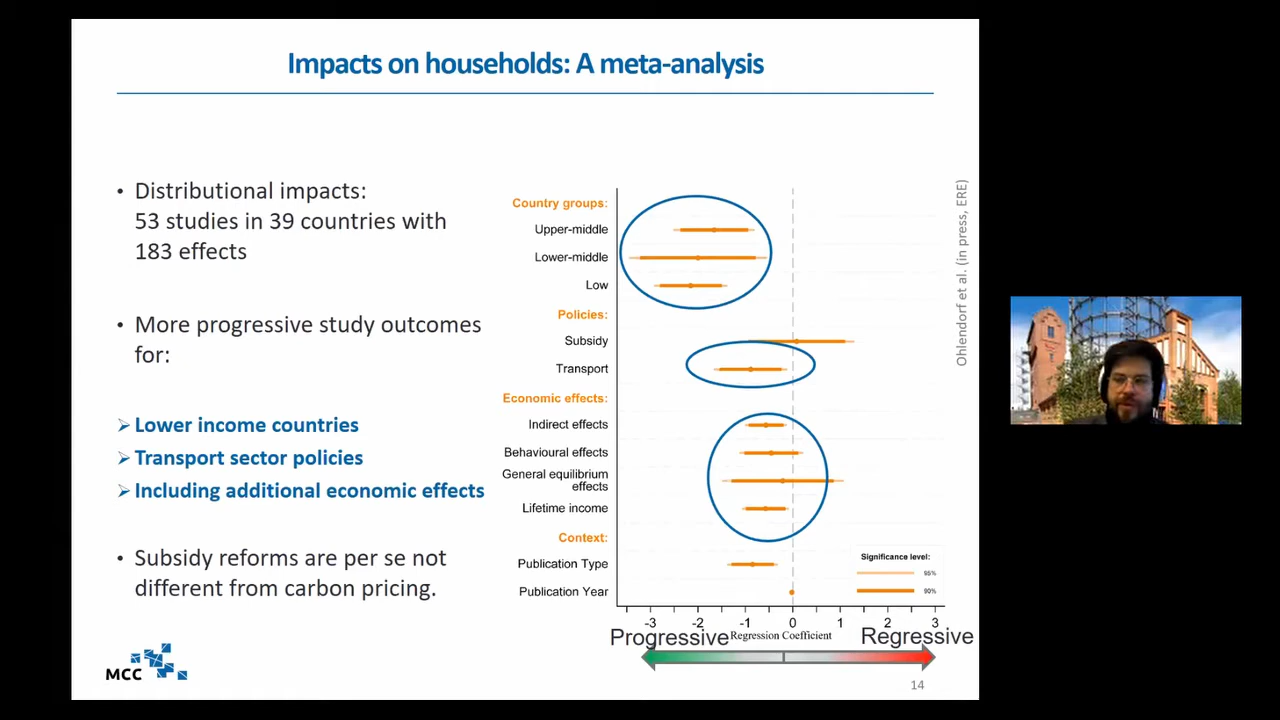 Impacts on households: A meta-analysis
• Distributional impacts:
53 studies in 39 countries with
183 effects
• More progressive study outcomes
for:
Lower income countries
Transport sector policies
Including additional economic effects
• Subsidy reforms are per se not
different from carbon pricing.
MCC
Country groups:
Upper-middle
Lower-middle
Low
Policies:
Subsidy
Transport
Economic effects:
Indirect effects
Behavioural effects
General equilibrium
effects
Lifetime income
Context:
Publication Type
Publication Year
Significance level:
95%
90%
-3 -2 -1 0 1 2 3
Progressive Regression Coefficient Regressive
Ohlendorf et al. (in press, ERE)
14